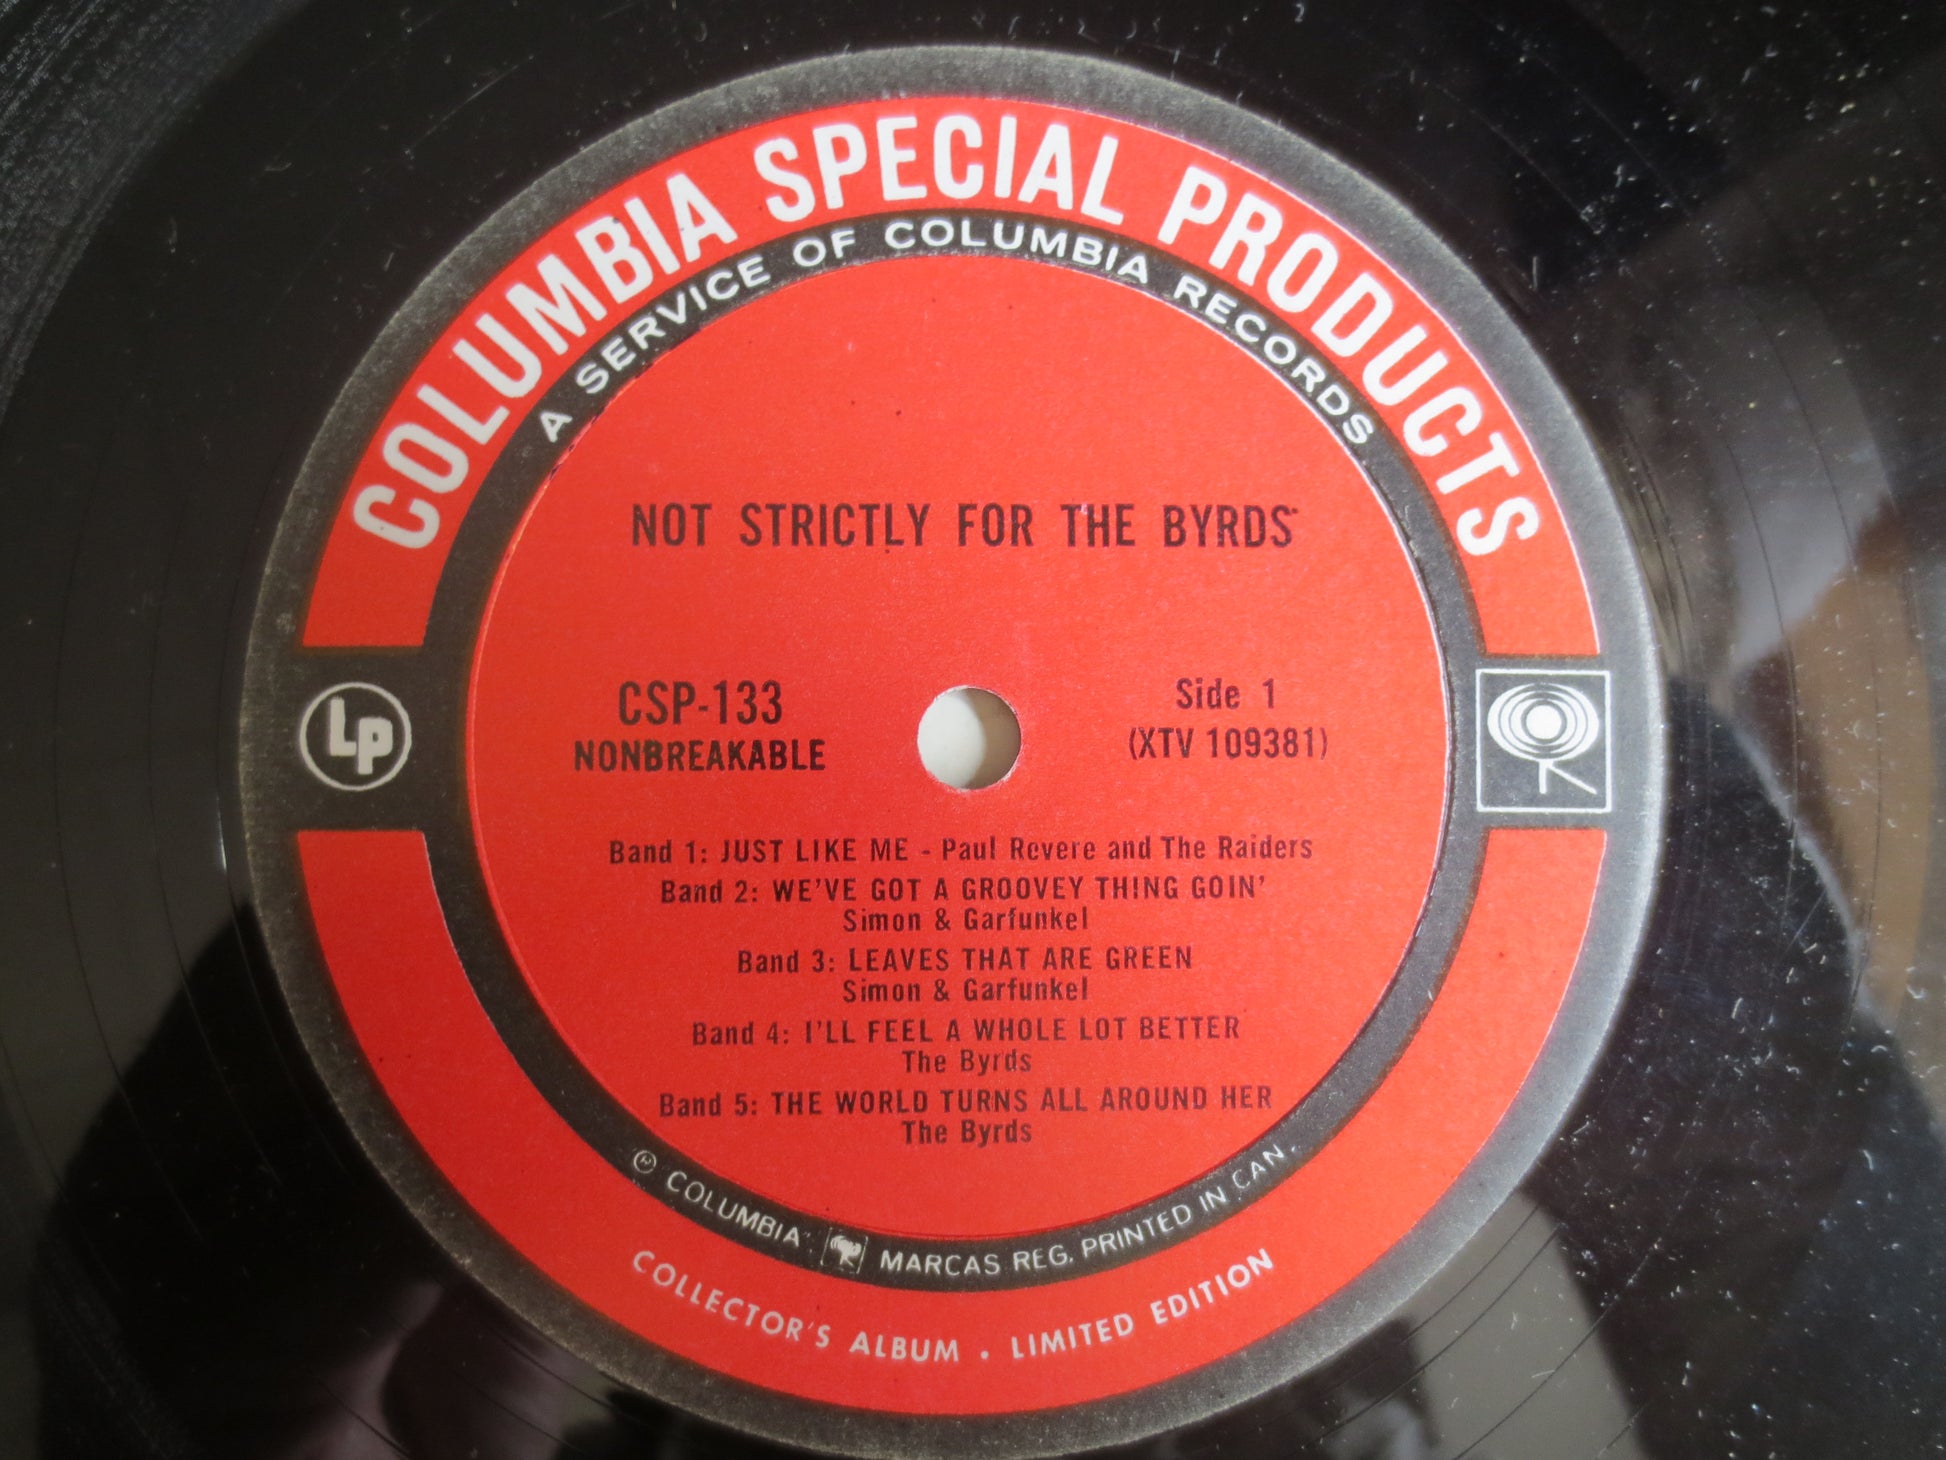 COLUMBIA SPECIAL PRODUCTS
A SERVICE OF COLUMBIA RECORDS
NOT STRICTLY FOR THE BYRDS
LP
CSP-133
NONBREAKABLE
Side 1
(XTV 109381)
Band 1: JUST LIKE ME - Paul Revere and The Raiders
Band 2: WE'VE GOT A GROOVEY THING GOIN'
Simon & Garfunkel
Band 3: LEAVES THAT ARE GREEN
Simon & Garfunkel
Band 4: I'LL FEEL A WHOLE LOT BETTER
The Byrds
Band 5: THE WORLD TURNS ALL AROUND HER
The Byrds
COLUMBIA MARCAS REG. PRINTED IN CAN.
COLLECTOR'S ALBUM . LIMITED EDITION